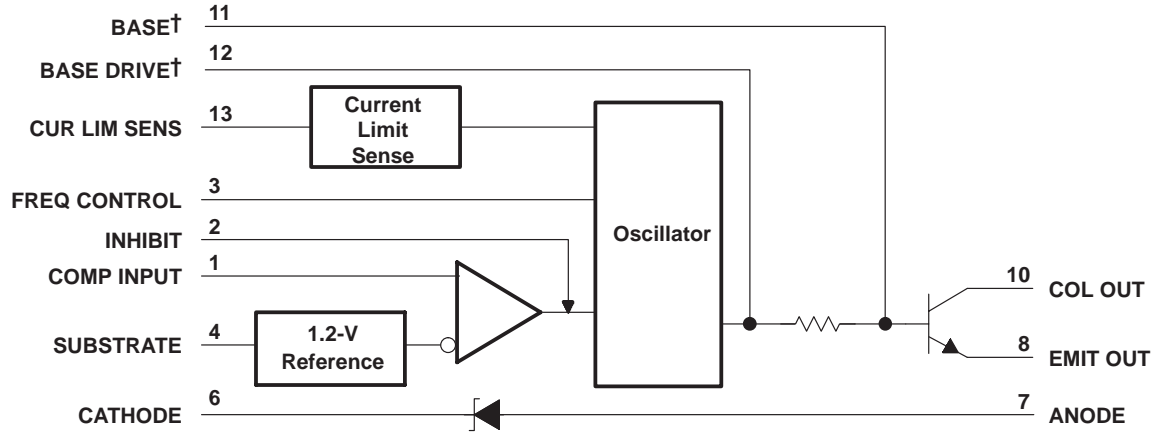 BASE† 11
BASE DRIVE† 12
CUR LIM SENS 13
Current
Limit
Sense
FREQ CONTROL 3
INHIBIT 2
COMP INPUT 1
Oscillator
SUBSTRATE 4
1.2-V
Reference
10 COL OUT
8 EMIT OUT
CATHODE 6
7 ANODE